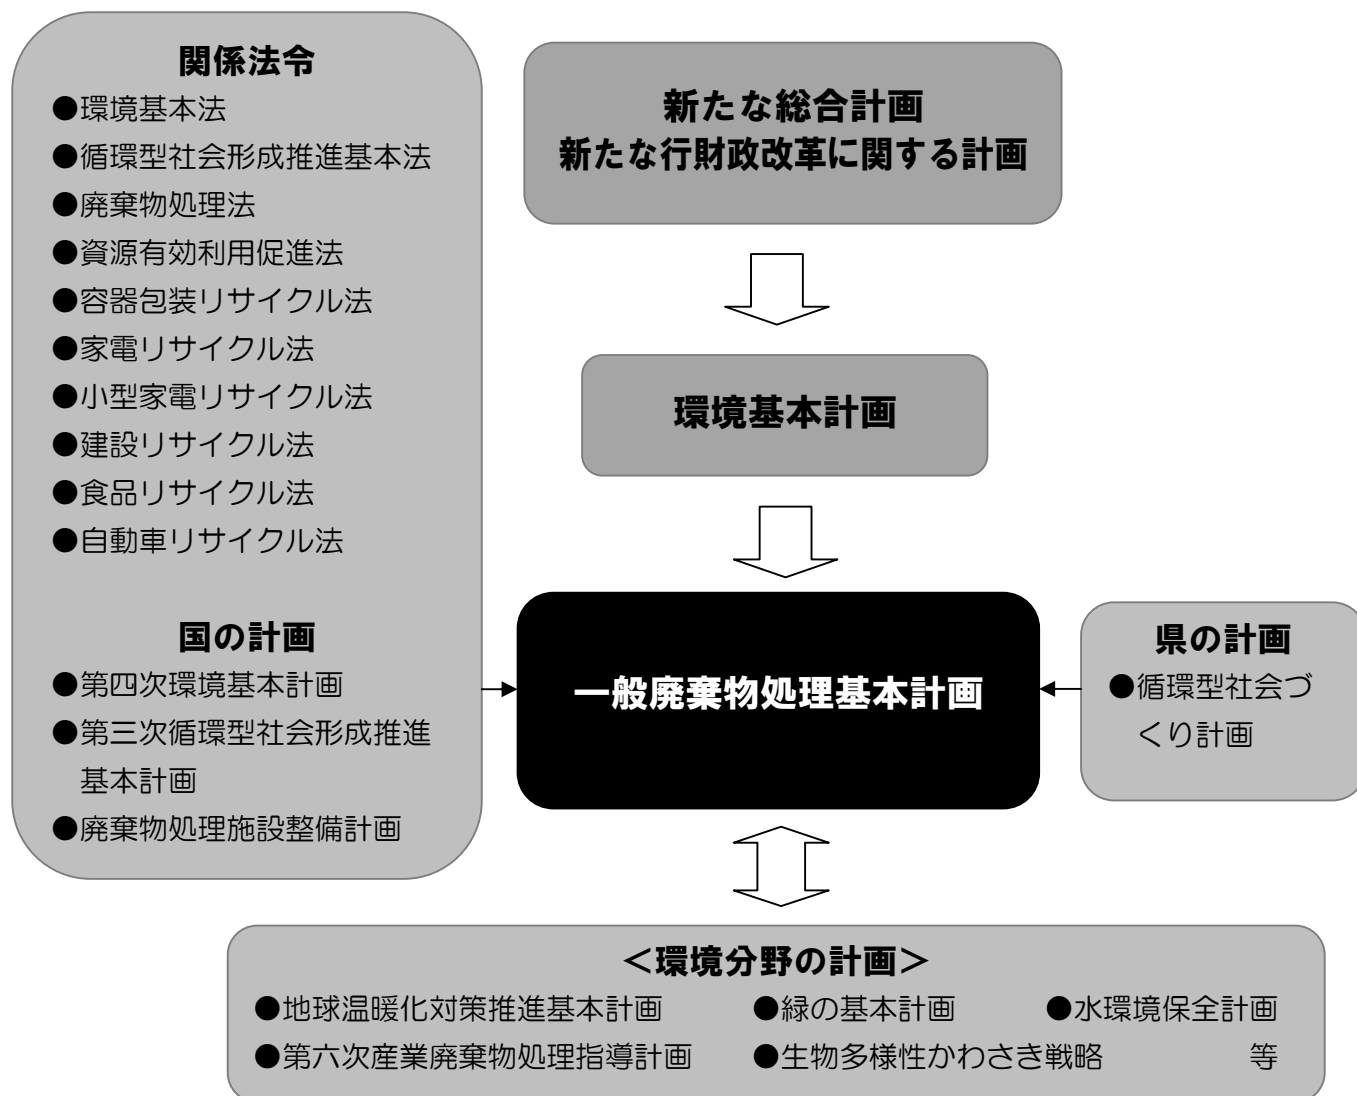 関係法令
●環境基本法
●循環型社会形成推進基本法
●廃棄物処理法
●資源有効利用促進法
●容器包装リサイクル法
●家電リサイクル法
●小型家電リサイクル法
●建設リサイクル法
●食品リサイクル法
●自動車リサイクル法
国の計画
●第四次環境基本計画
●第三次循環型社会形成推進
基本計画
●廃棄物処理施設整備計画
新たな総合計画
新たな行財政改革に関する計画
環境基本計画
一般廃棄物処理基本計画
県の計画
●循環型社会づ
くり計画
＜環境分野の計画＞
●地球温暖化対策推進基本計画 ●緑の基本計画 ●水環境保全計画
●第六次産業廃棄物処理指導計画 ●生物多様性かわさき戦略 等